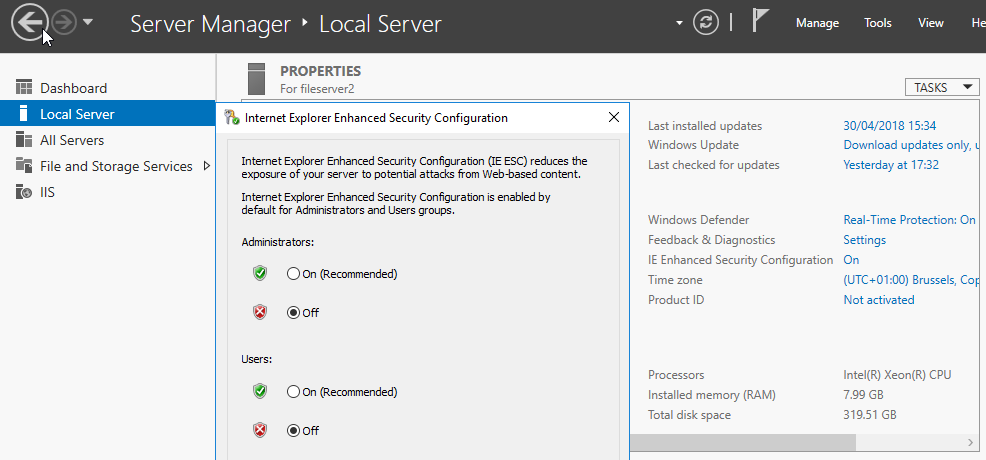 Server Manager ‣ Local Server
Manage Tools View He
Dashboard
Local Server
All Servers
File and Storage Services
IIS
PROPERTIES
For fileserver2
TASKS
Internet Explorer Enhanced Security Configuration
Internet Explorer Enhanced Security Configuration (IE ESC) reduces the
exposure of your server to potential attacks from Web-based content.
Internet Explorer Enhanced Security Configuration is enabled by
default for Administrators and Users groups.
Administrators:
On (Recommended)
Off
Users:
On (Recommended)
Off
Last installed updates 30/04/2018 15:34
Windows Update Download updates only, u
Last checked for updates Yesterday at 17:32
Windows Defender Real-Time Protection: On
Feedback & Diagnostics Settings
IE Enhanced Security Configuration On
Time zone (UTC+01:00) Brussels, Cop
Product ID Not activated
Processors Intel(R) Xeon(R) CPU
Installed memory (RAM) 7.99 GB
Total disk space 319.51 GB